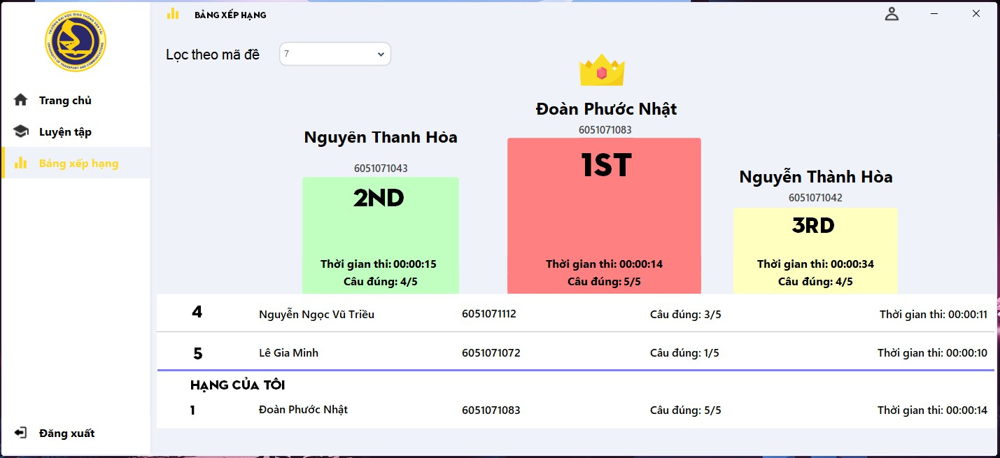 TRƯỜNG ĐẠI HỌC GIAO THÔNG VẬN TẢI
UNIVERSITY OF TRANSPORT AND COMMUNICATIONS
BẢNG XẾP HẠNG
Trang chủ
Luyện tập
Bảng xếp hạng
Đăng xuất
Lọc theo mã đề
7
Đoàn Phước Nhật
6051071083
1ST
Thời gian thi: 00:00:14
Câu đúng: 5/5
Nguyên Thanh Hòa
6051071043
2ND
Thời gian thi: 00:00:15
Câu đúng: 4/5
Nguyễn Thành Hòa
6051071042
3RD
Thời gian thi: 00:00:34
Câu đúng: 4/5
4 Nguyễn Ngọc Vũ Triều 6051071112 Câu đúng: 3/5 Thời gian thi: 00:00:11
5 Lê Gia Minh 6051071072 Câu đúng: 1/5 Thời gian thi: 00:00:10
HẠNG CỦA TÔI
1 Đoàn Phước Nhật 6051071083 Câu đúng: 5/5 Thời gian thi: 00:00:14